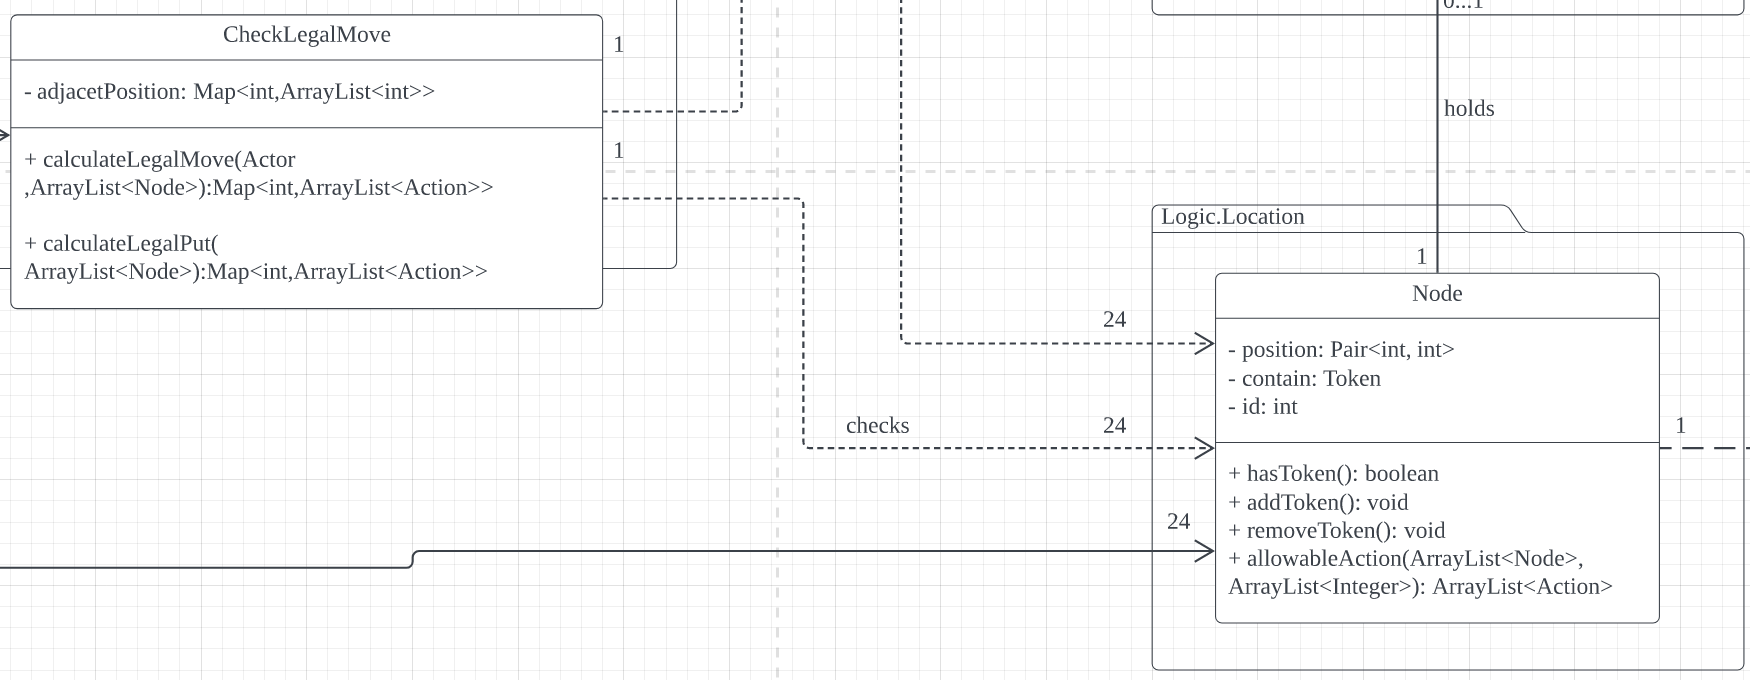 CheckLegalMove
1
- adjacetPosition: Map<int,ArrayList<int>>
1
+ calculateLegalMove(Actor
,ArrayList<Node>):Map<int,ArrayList<Action>>
+ calculateLegalPut(
ArrayList<Node>):Map<int,ArrayList<Action>>
0...1
holds
Logic.Location
1
Node
24
- position: Pair<int, int>
- contain: Token
- id: int
checks
24
1
+ hasToken(): boolean
+ addToken(): void
24
+ removeToken(): void
+ allowableAction(ArrayList<Node>,
ArrayList<Integer>): ArrayList<Action>